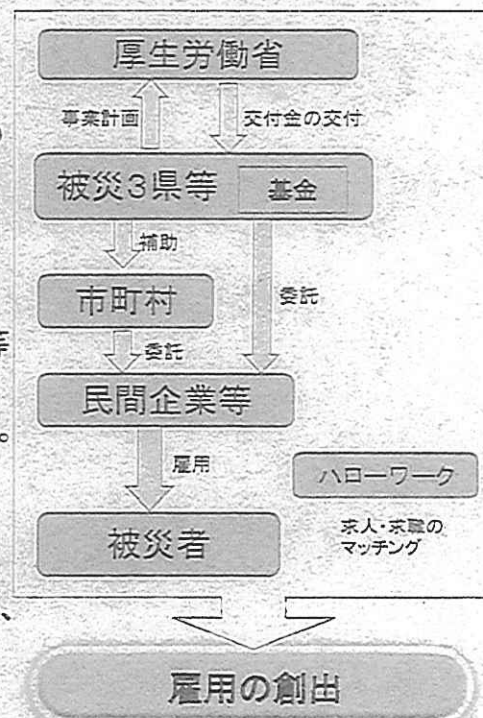 厚生労働省
事業計画
交付金の交付
被災3県等
基金
補助
市町村
委託
委託
等
民間企業等
。
雇用
ハローワーク
被災者
求人・求職の
マッチング
、
雇用の創出